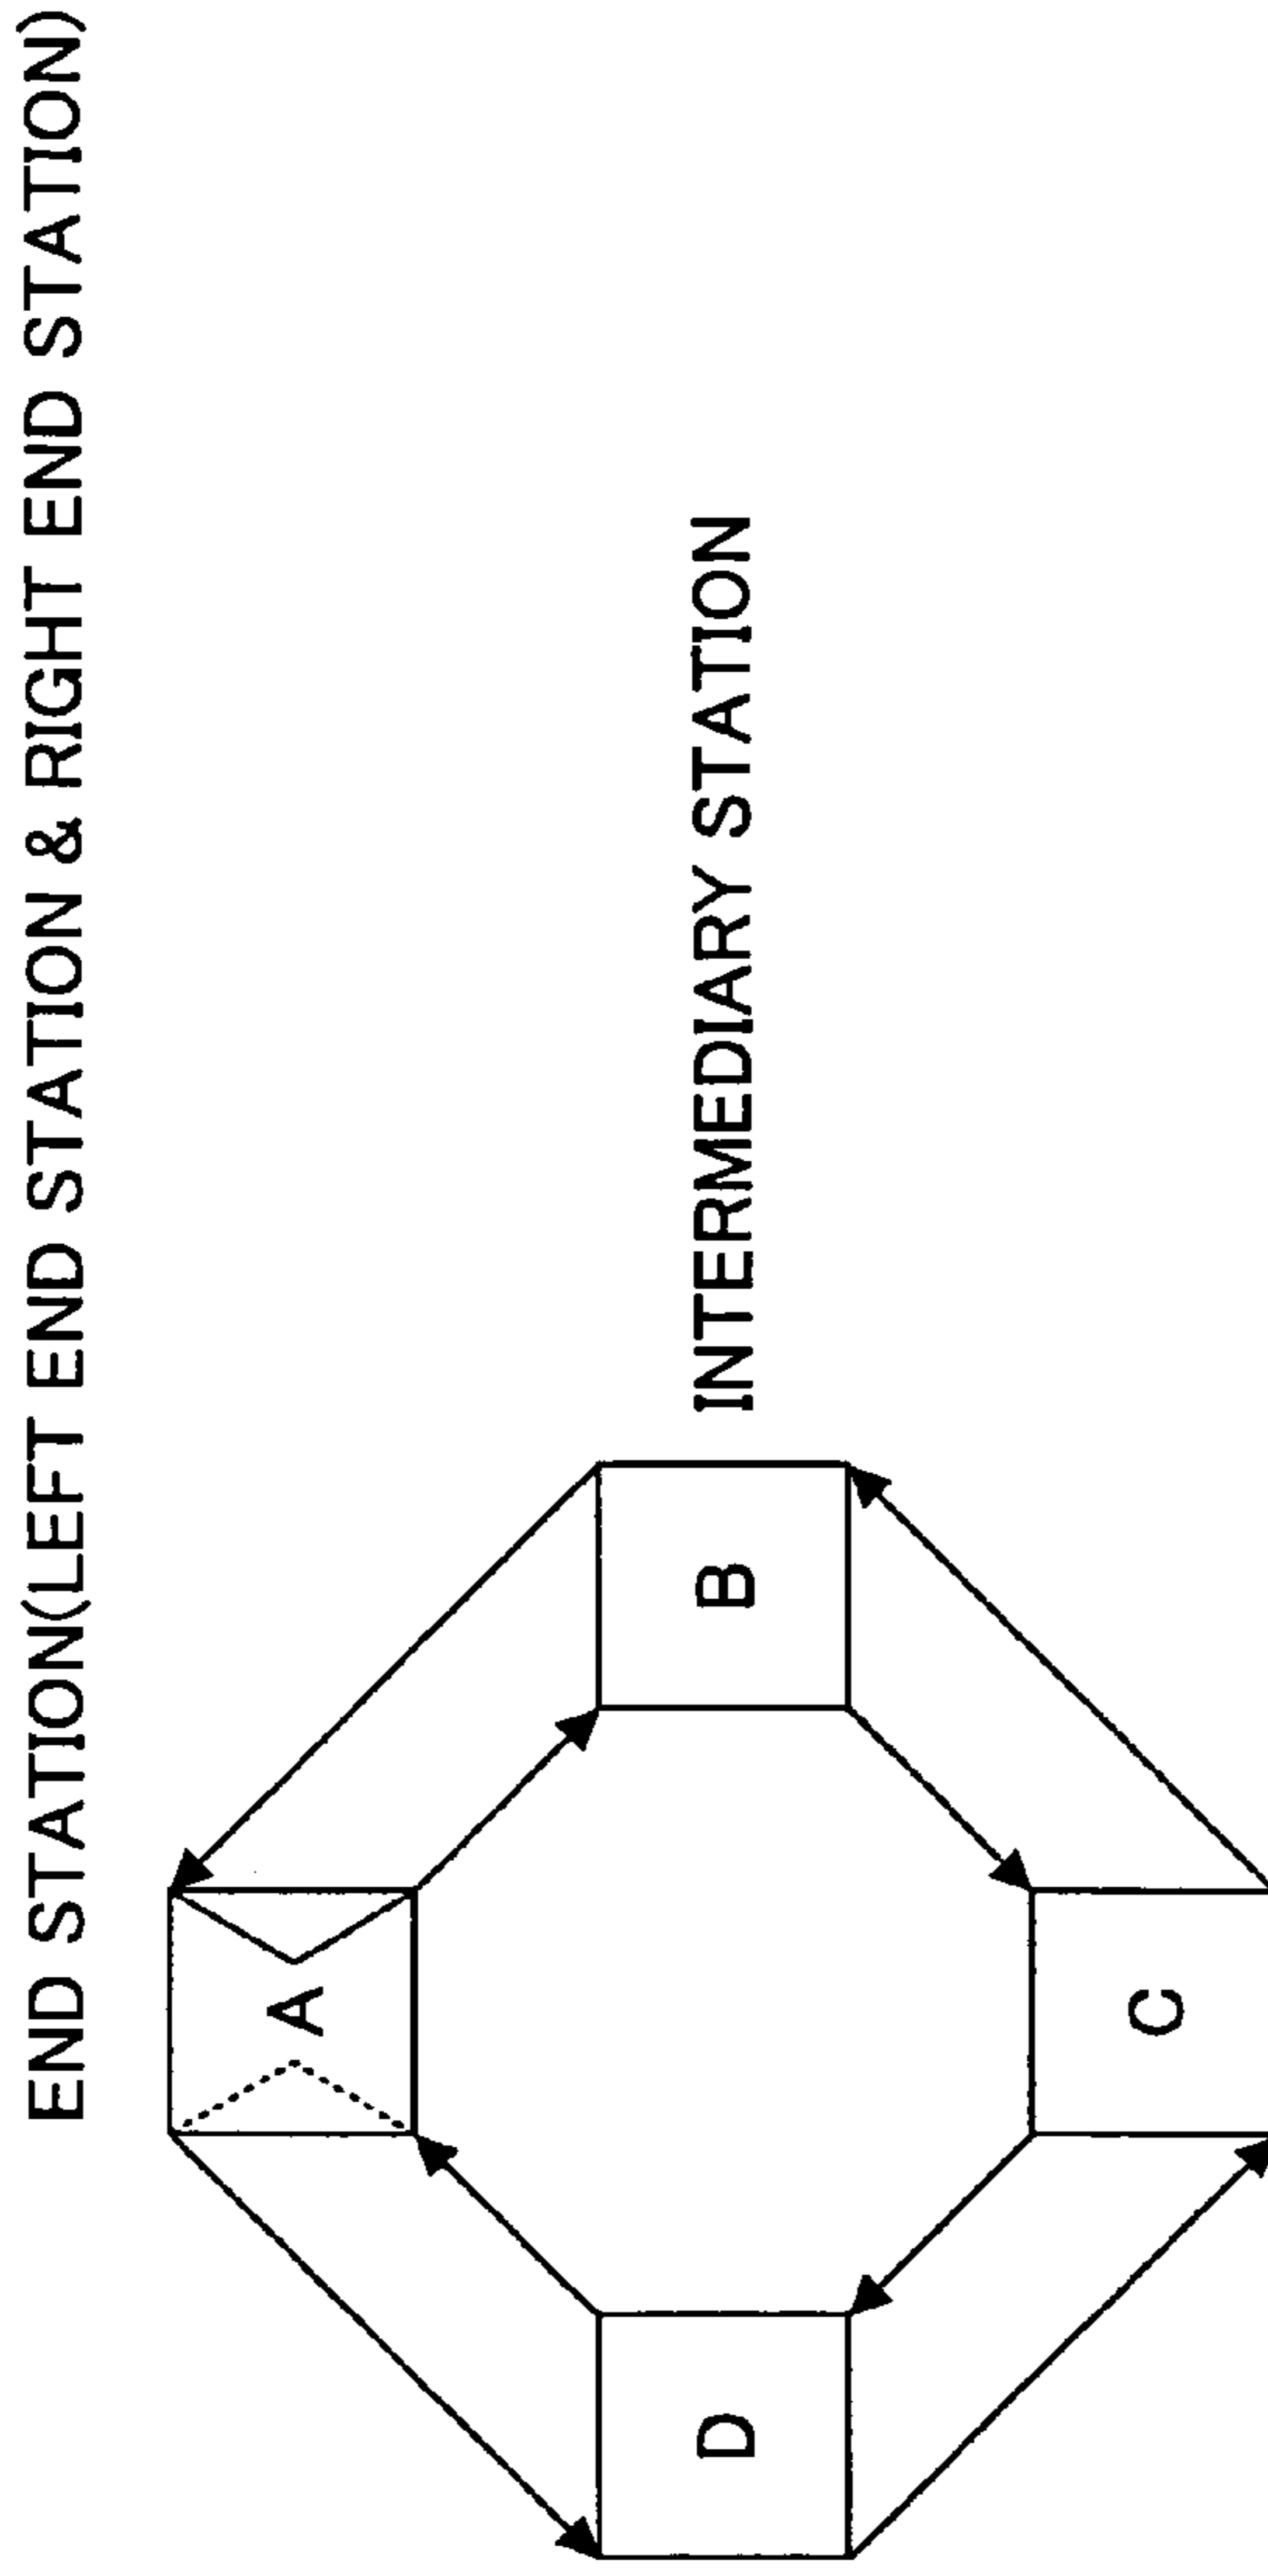 END STATION(LEFT END STATION & RIGHT END STATION)
A
D
B
INTERMEDIARY STATION
C